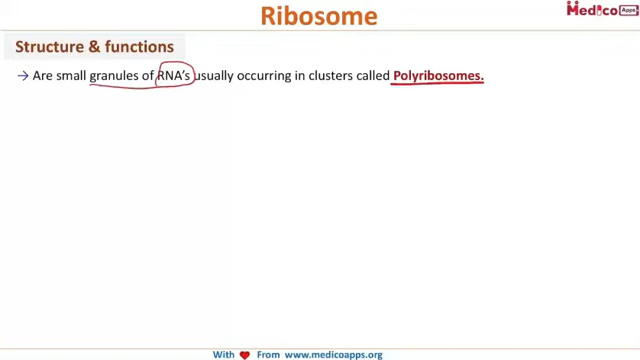 Ribosome
Medico Apps
Structure & functions
→ Are small granules of RNA's usually occurring in clusters called Polyribosomes.
With ❤ From www.medicoapps.org